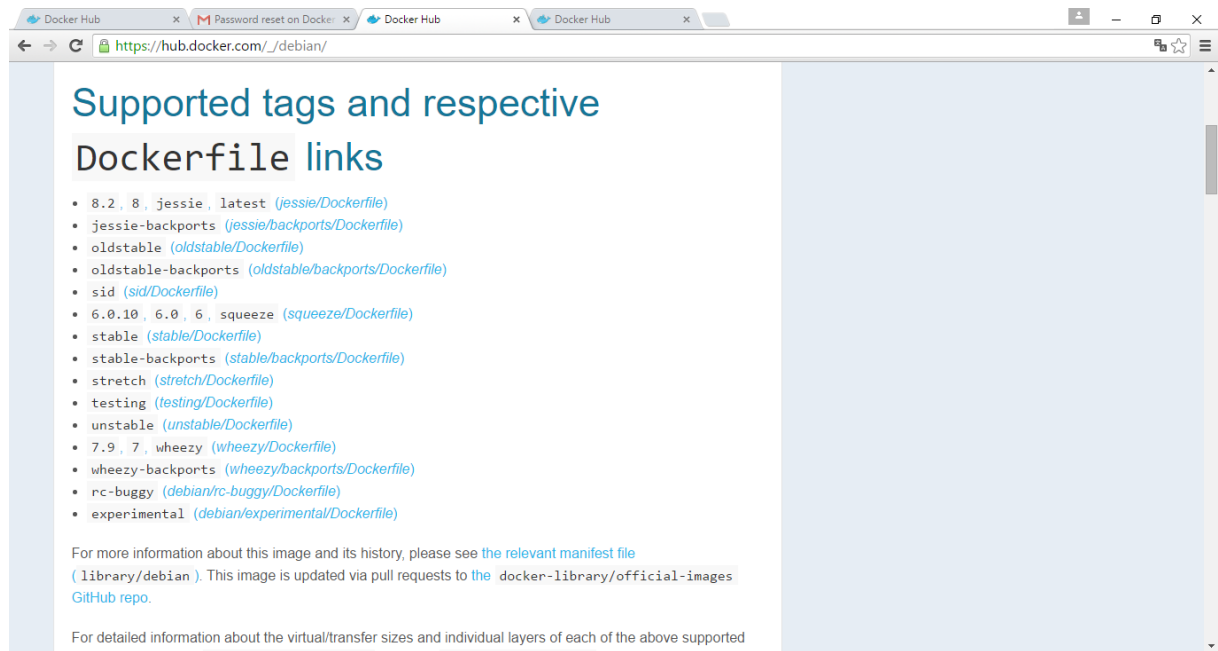 Docker Hub
Password reset on Docker
Docker Hub
Docker Hub
https://hub.docker.com/_/debian/
Supported tags and respective
Dockerfile links
8.2, 8, jessie, latest (jessie/Dockerfile)
jessie-backports (jessie/backports/Dockerfile)
oldstable (oldstable/Dockerfile)
oldstable-backports (oldstable/backports/Dockerfile)
sid (sid/Dockerfile)
6.0.10, 6.0, 6, squeeze (squeeze/Dockerfile)
stable (stable/Dockerfile)
stable-backports (stable/backports/Dockerfile)
stretch (stretch/Dockerfile)
testing (testing/Dockerfile)
unstable (unstable/Dockerfile)
7.9, 7, wheezy (wheezy/Dockerfile)
wheezy-backports (wheezy/backports/Dockerfile)
rc-buggy (debian/rc-buggy/Dockerfile)
experimental (debian/experimental/Dockerfile)
For more information about this image and its history, please see the relevant manifest file
( library/debian ). This image is updated via pull requests to the docker-library/official-images
GitHub repo.
For detailed information about the virtual/transfer sizes and individual layers of each of the above supported